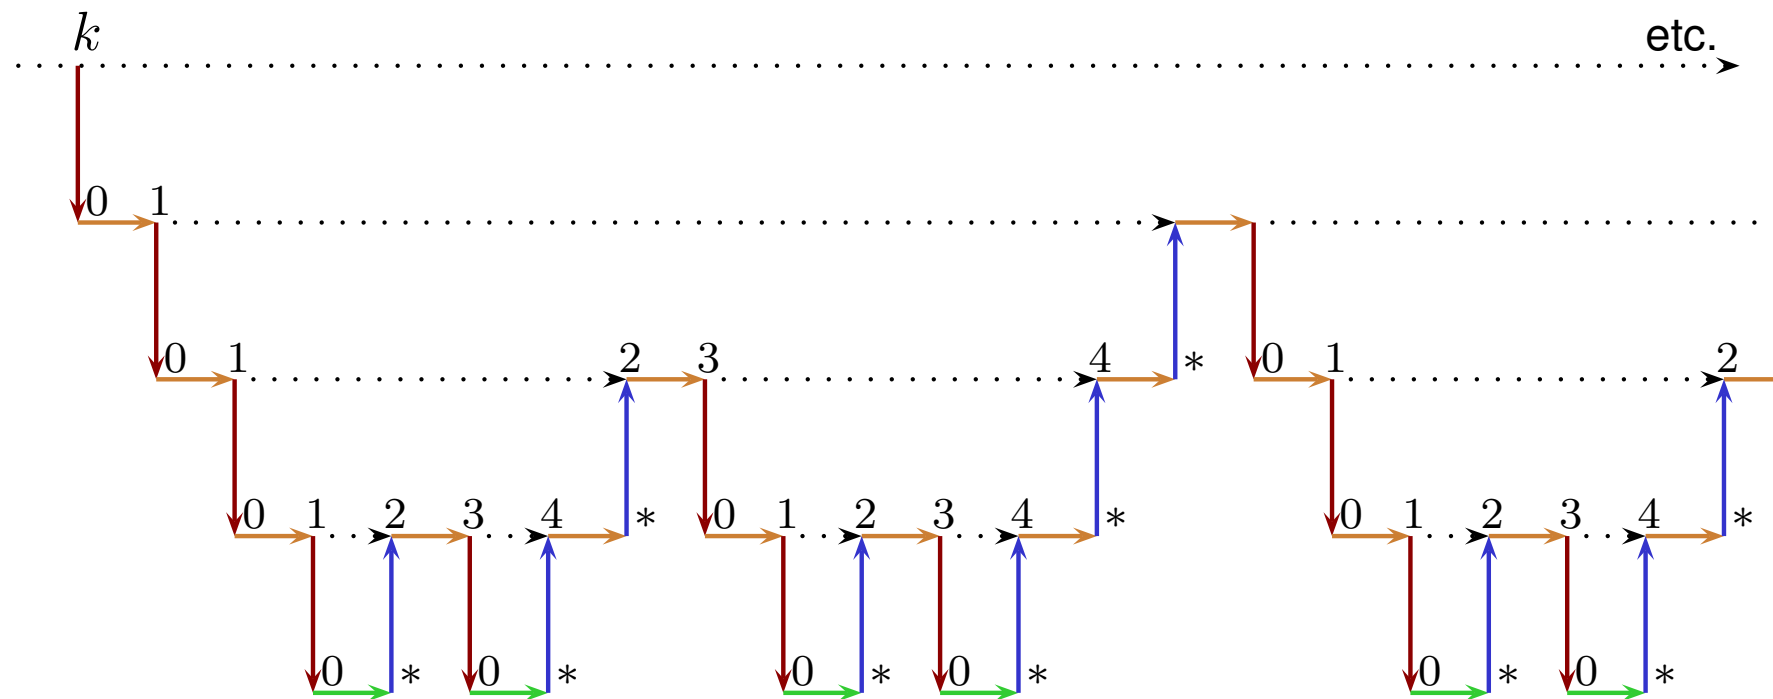 k etc.
0 1
0 1 2 3 4 * 0 1 2
0 1 2 3 4 * 0 1 2 3 4 * 0 1 2 3 4 *
0 * 0 * 0 * 0 * 0 * 0 *